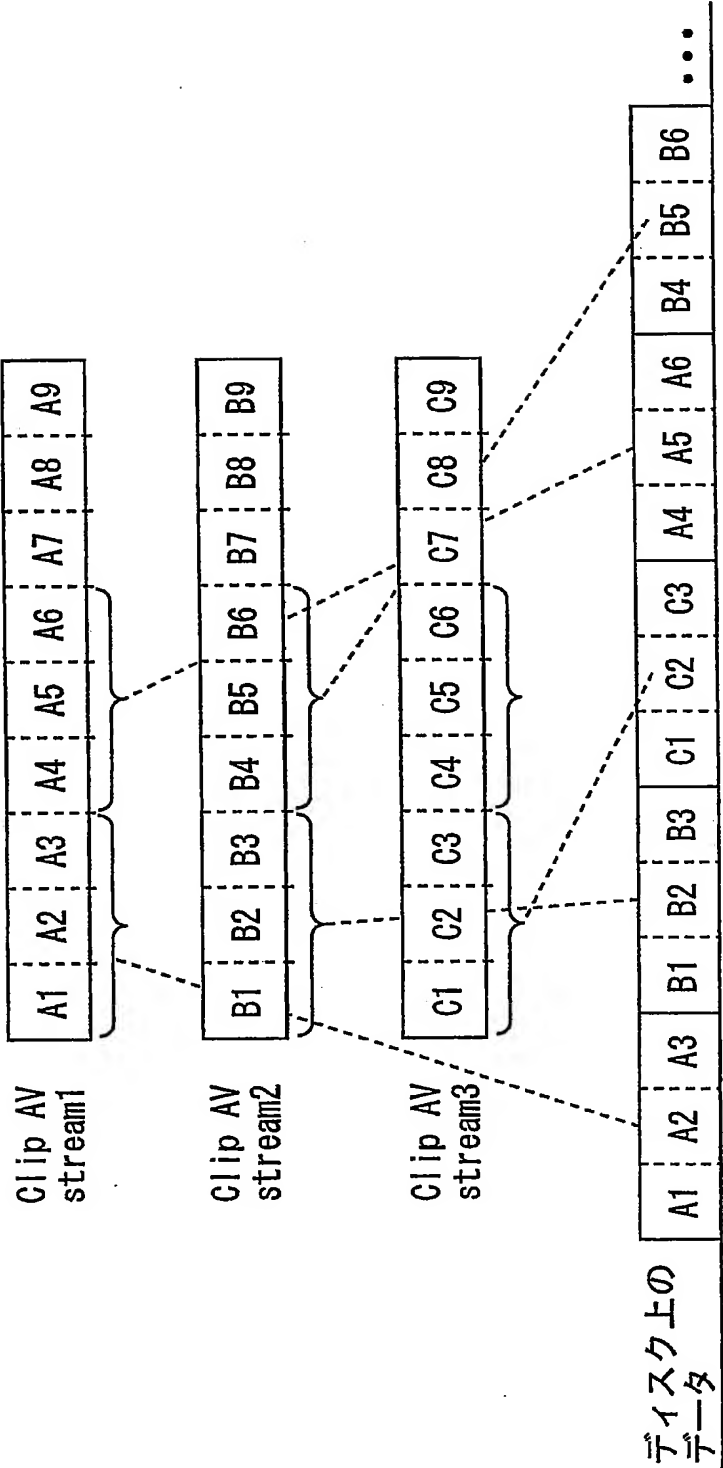 Clip AV
stream1
A1 A2 A3 A4 A5 A6 A7 A8 A9
Clip AV
stream2
B1 B2 B3 B4 B5 B6 B7 B8 B9
Clip AV
stream3
C1 C2 C3 C4 C5 C6 C7 C8 C9
ディスク上の
データ
A1 A2 A3 B1 B2 B3 C1 C2 C3 A4 A5 A6 B4 B5 B6 •••